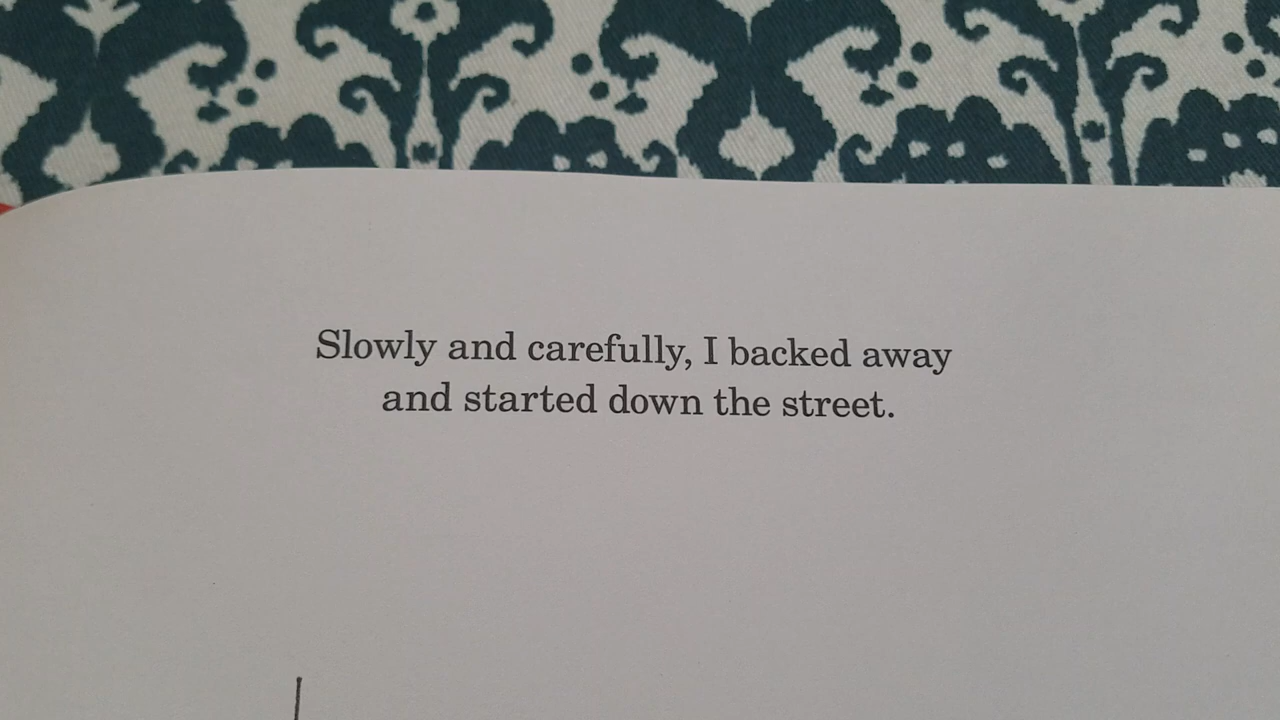 Slowly and carefully, I backed away
and started down the street.